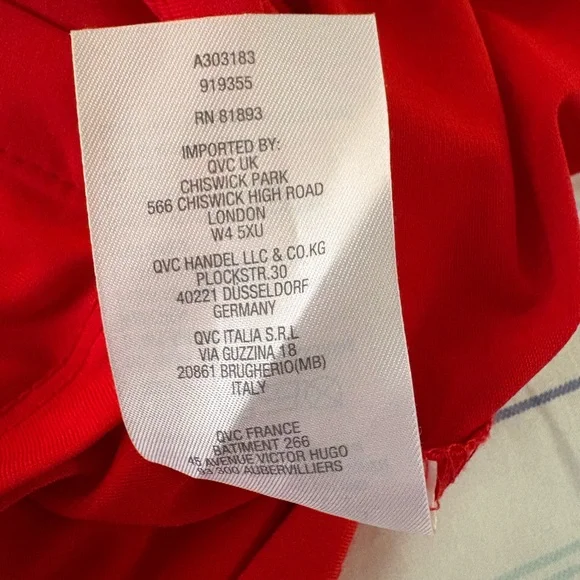 A303183
919355
RN 81893
IMPORTED BY:
QVC UK
CHISWICK PARK
566 CHISWICK HIGH ROAD
LONDON
W4 5XU
QVC HANDEL LLC & CO.KG
PLOCKSTR.30
40221 DUSSELDORF
GERMANY
QVC ITALIA S.R.L
VIA GUZZINA 18
20861 BRUGHERIO(MB)
ITALY
QVC FRANCE
BATIMENT 266
45 AVENUE VICTOR HUGO
93 300 AUBERVILLIERS